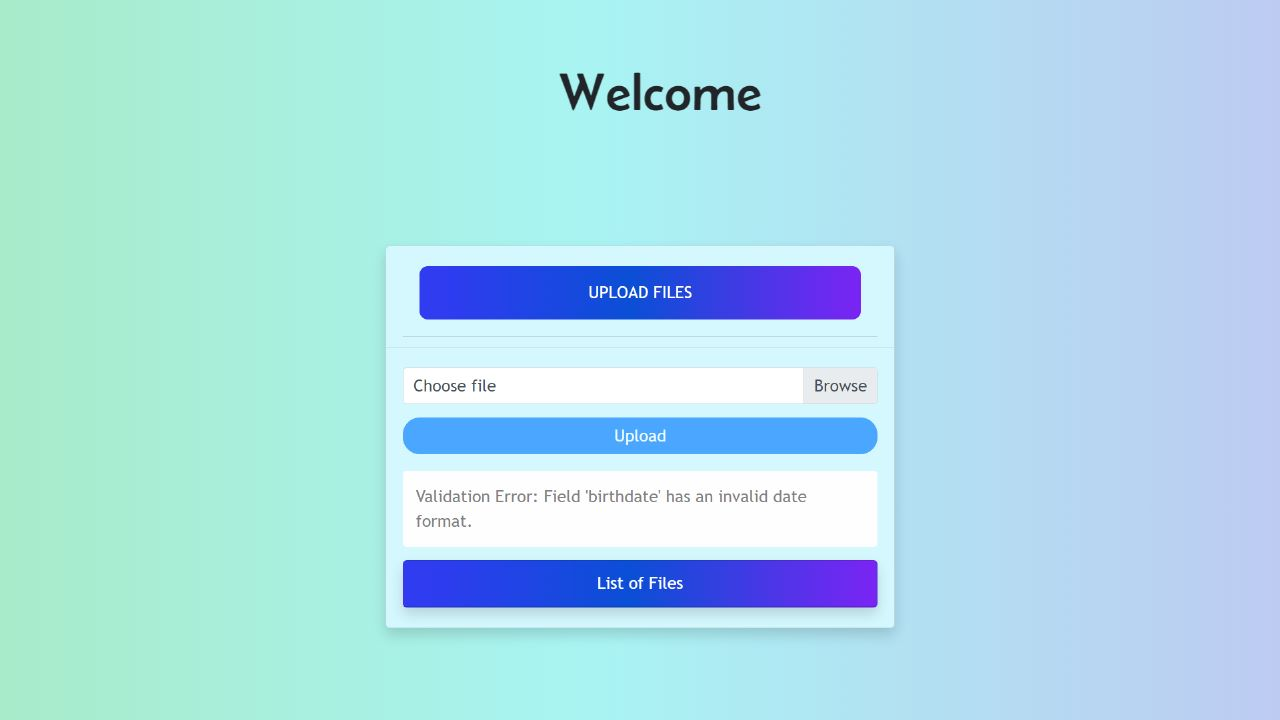 Welcome
UPLOAD FILES
Choose file
Browse
Upload
Validation Error: Field 'birthdate' has an invalid date
format.
List of Files